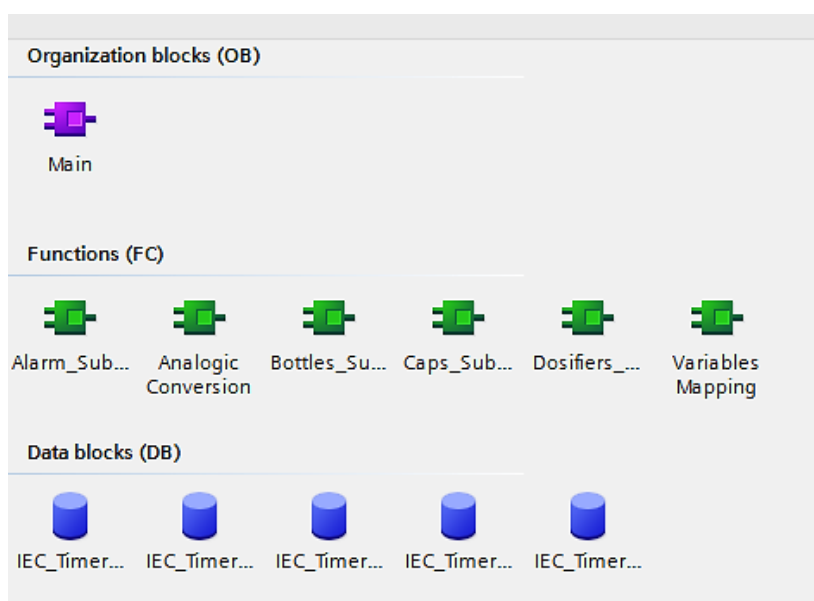 Organization blocks (OB)
Main
Functions (FC)
Alarm_Sub... Analogic Conversion Bottles_Su... Caps_Sub... Dosifiers_... Variables Mapping
Data blocks (DB)
IEC_Timer... IEC_Timer... IEC_Timer... IEC_Timer... IEC_Timer...